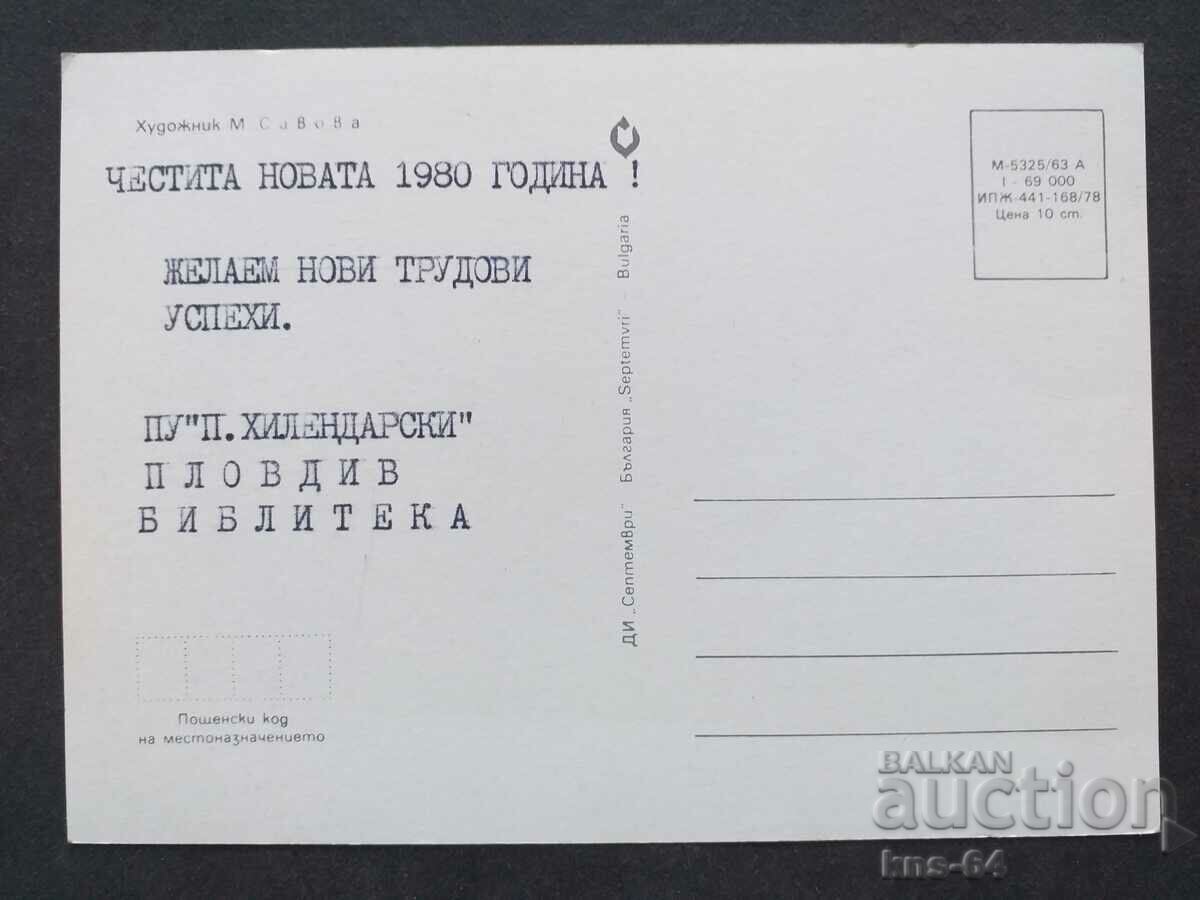 Художник М Савова
ЧЕСТИТА НОВАТА 1980 ГОДИНА !
ЖЕЛАЕМ НОВИ ТРУДОВИ
УСПЕХИ.
ПУ"П.ХИЛЕНДАРСКИ"
ПЛОВДИВ
БИБЛИТЕКА
Пошенски код
на местоназначението
ДИ „Септември" България „Septemvri" – Bulgaria
М-5325/63 А
I - 69 000
ИПЖ-441-168/78
Цена 10 ст.
BALKAN
auction
kns-64